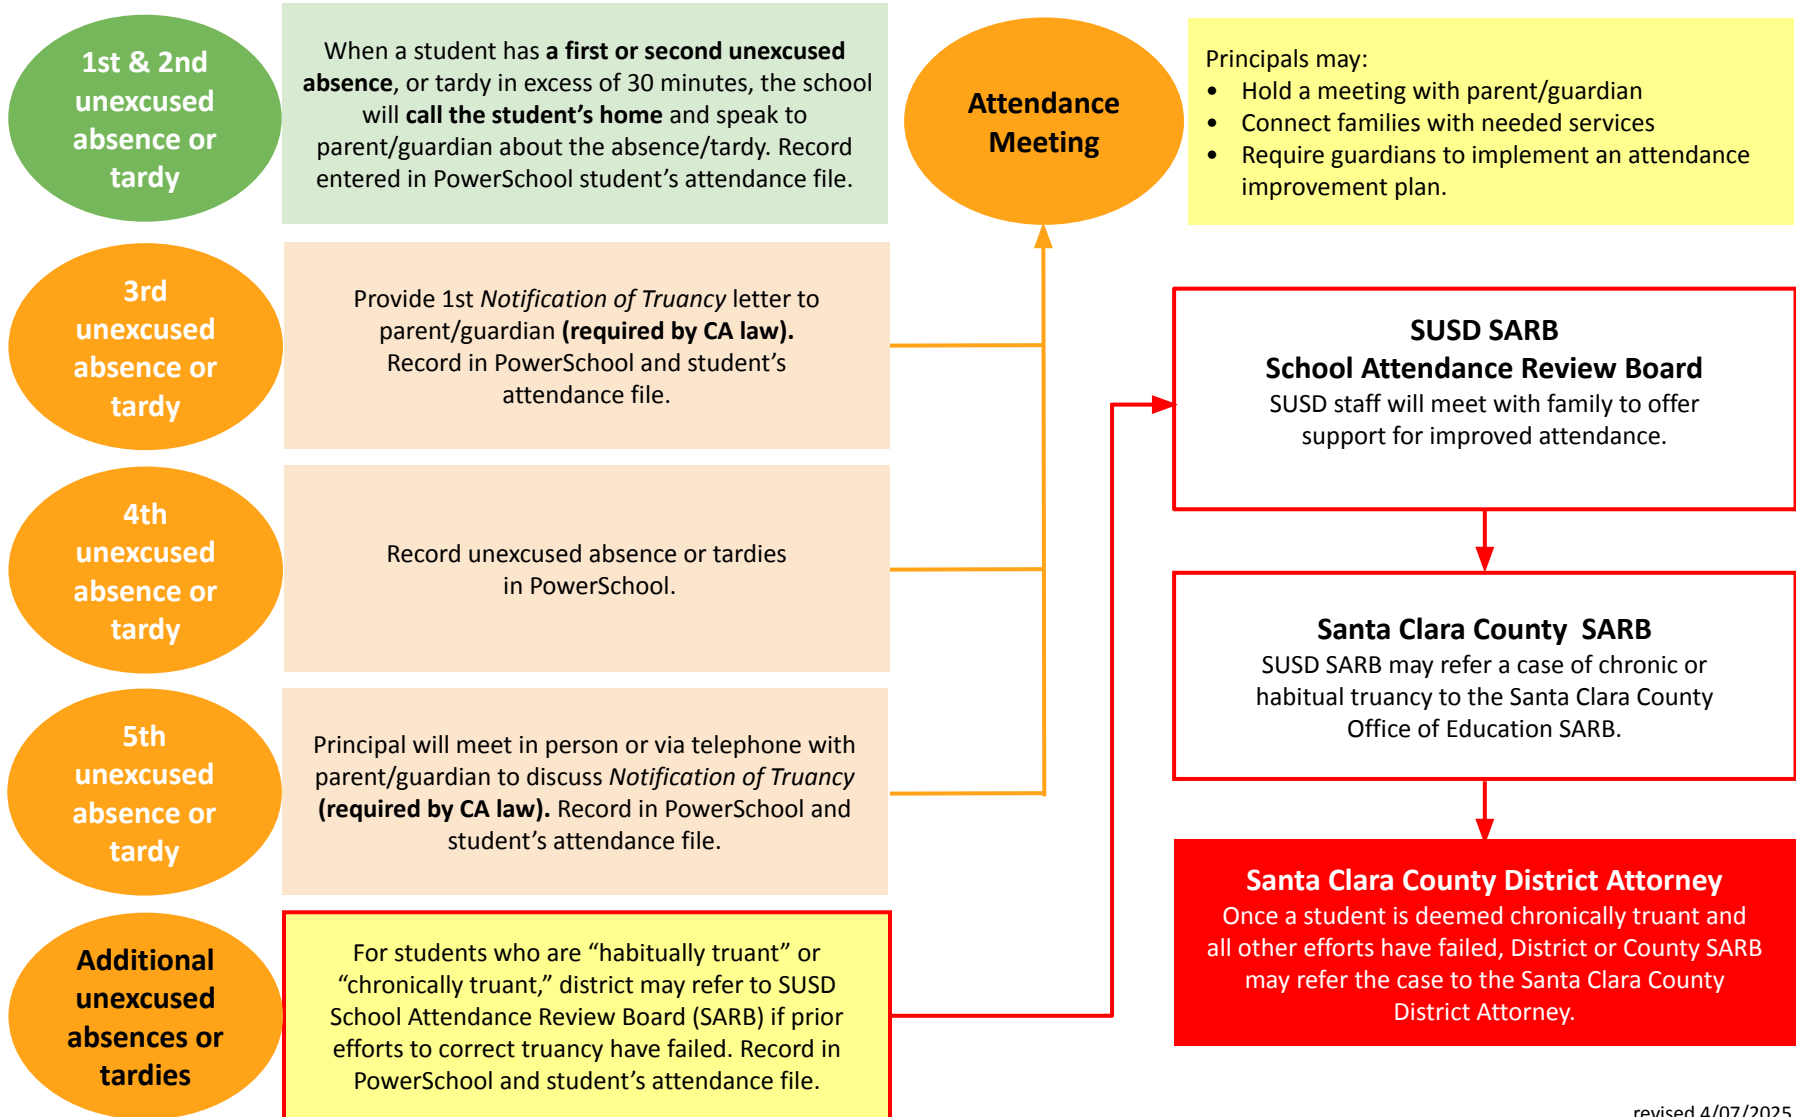 1st & 2nd
unexcused
absence or
tardy
When a student has a first or second unexcused
absence, or tardy in excess of 30 minutes, the school
will call the student’s home and speak to
parent/guardian about the absence/tardy. Record
entered in PowerSchool student’s attendance file.
Attendance
Meeting
Principals may:
• Hold a meeting with parent/guardian
• Connect families with needed services
• Require guardians to implement an attendance
improvement plan.
3rd
unexcused
absence or
tardy
Provide 1st Notification of Truancy letter to
parent/guardian (required by CA law).
Record in PowerSchool and student’s
attendance file.
4th
unexcused
absence or
tardy
Record unexcused absence or tardies
in PowerSchool.
5th
unexcused
absence or
tardy
Principal will meet in person or via telephone with
parent/guardian to discuss Notification of Truancy
(required by CA law). Record in PowerSchool and
student’s attendance file.
Additional
unexcused
absences or
tardies
For students who are “habitually truant” or
“chronically truant,” district may refer to SUSD
School Attendance Review Board (SARB) if prior
efforts to correct truancy have failed. Record in
PowerSchool and student’s attendance file.
SUSD SARB
School Attendance Review Board
SUSD staff will meet with family to offer
support for improved attendance.
Santa Clara County SARB
SUSD SARB may refer a case of chronic or
habitual truancy to the Santa Clara County
Office of Education SARB.
Santa Clara County District Attorney
Once a student is deemed chronically truant and
all other efforts have failed, District or County SARB
may refer the case to the Santa Clara County
District Attorney.
revised 4/07/2025